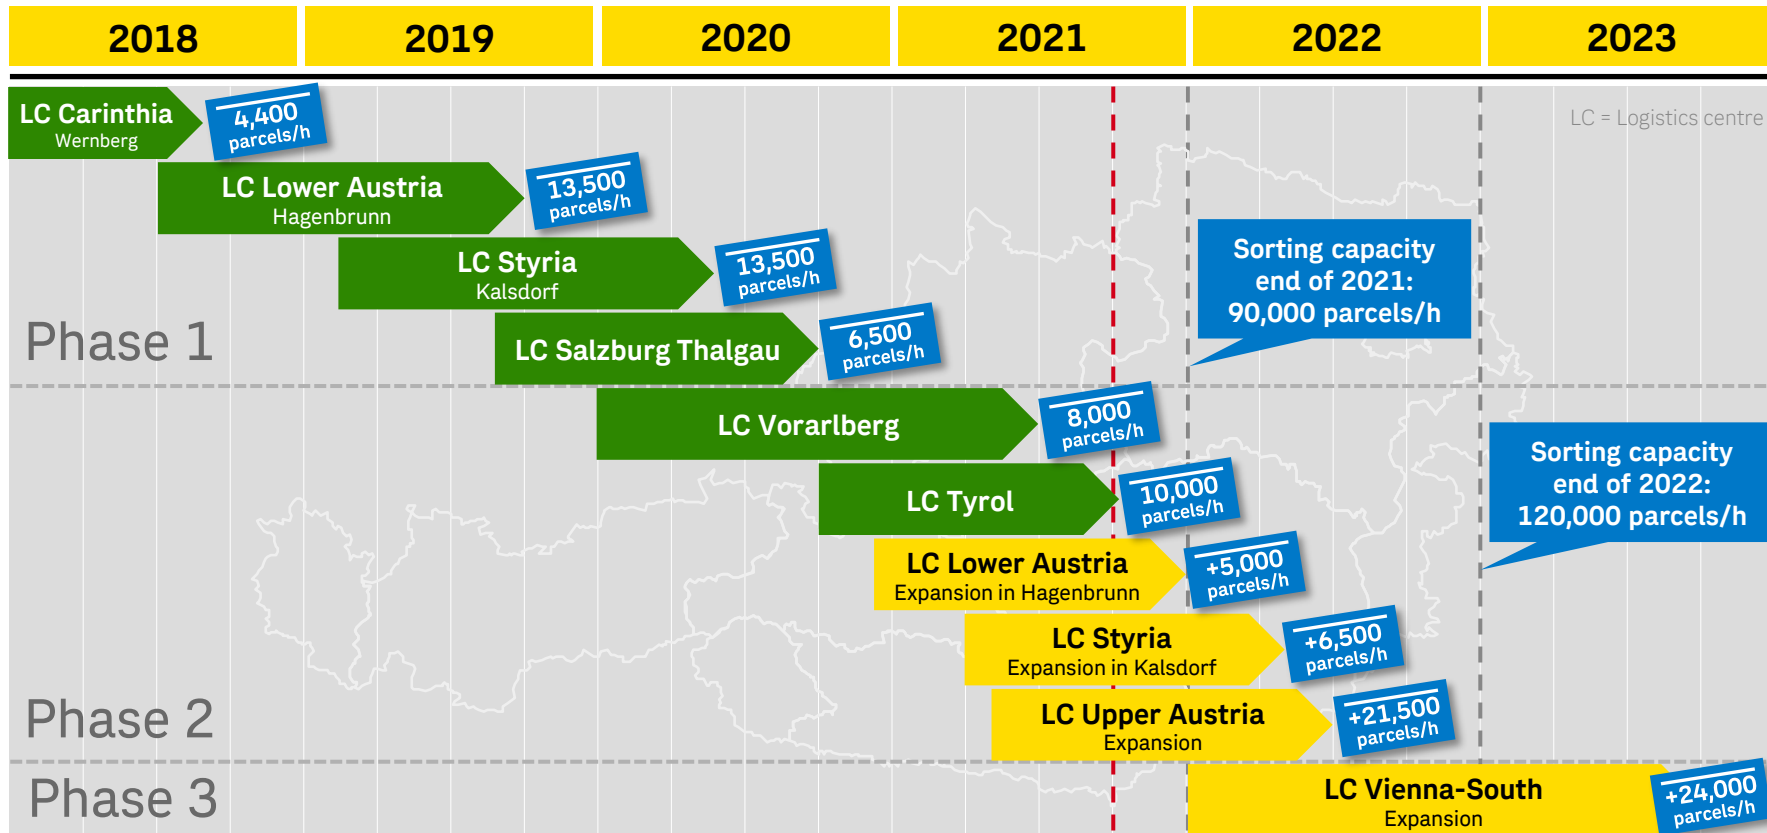 2018
2019
2020
2021
2022
2023
LC = Logistics centre
LC Carinthia
Wernberg
4,400
parcels/h
LC Lower Austria
Hagenbrunn
13,500
parcels/h
LC Styria
Kalsdorf
13,500
parcels/h
Sorting capacity
end of 2021:
90,000 parcels/h
Phase 1
LC Salzburg Thalgau
6,500
parcels/h
LC Vorarlberg
8,000
parcels/h
LC Tyrol
10,000
parcels/h
Sorting capacity
end of 2022:
120,000 parcels/h
LC Lower Austria
Expansion in Hagenbrunn
+5,000
parcels/h
LC Styria
Expansion in Kalsdorf
+6,500
parcels/h
Phase 2
LC Upper Austria
Expansion
+21,500
parcels/h
Phase 3
LC Vienna-South
Expansion
+24,000
parcels/h